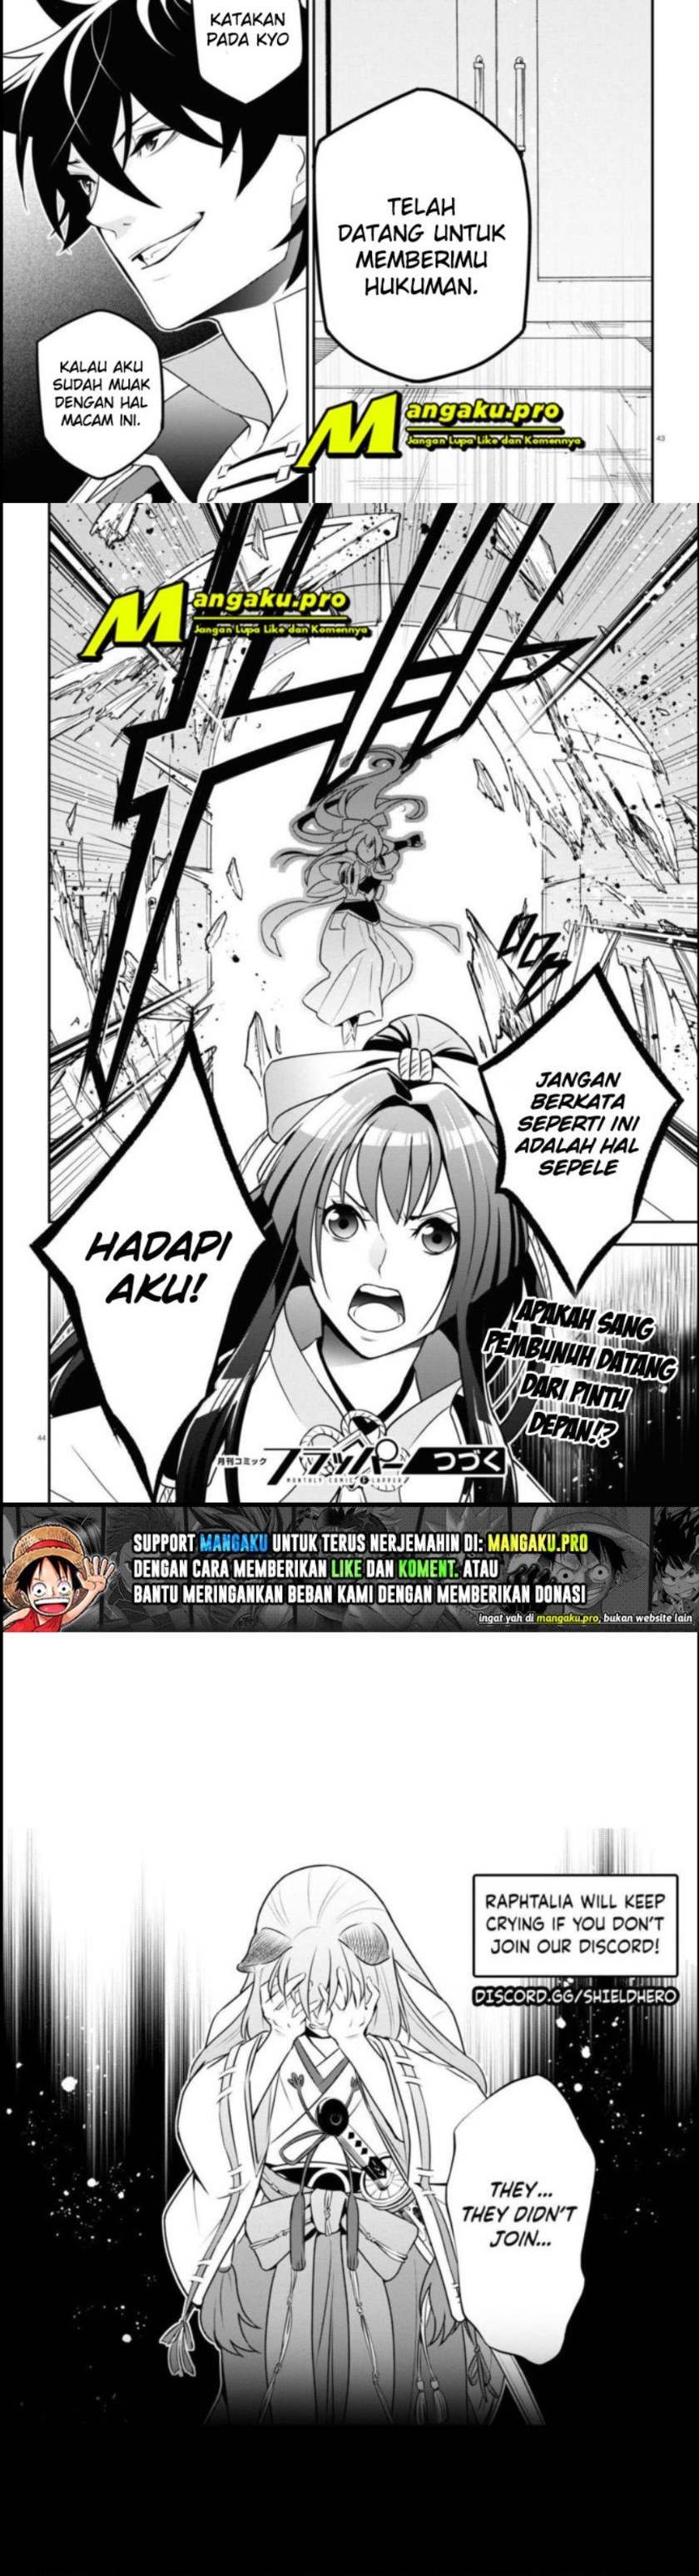 KATAKAN
PADA KYO
TELAH
DATANG UNTUK
MEMBERIMU
HUKUMAN.
KALAU AKU
SUDAH MUAK
DENGAN HAL
MACAM INI.
Mangaku.pro
Jangan Lupa Like dan Komennya
43
Mangaku.pro
Jangan Lupa Like dan Komennya
JANGAN
BERKATA
SEPERTI INI
ADALAH HAL
SEPELE
HADAPI
AKU!
APAKAH SANG
PEMBUNUH DATANG
DARI PINTU
DEPAN!?
44
月刊コミック フラッパー つづく
MONTHLY COMIC FLAPPER
SUPPORT MANGAKU UNTUK TERUS NERJEMAHIN DI: MANGAKU.PRO
DENGAN CARA MEMBERIKAN LIKE DAN KOMENT. ATAU
BANTU MERINGANKAN BEBAN KAMI DENGAN MEMBERIKAN DONASI
ingat yah di mangaku.pro, bukan website lain
RAPHTALIA WILL KEEP
CRYING IF YOU DON'T
JOIN OUR DISCORD!
DISCORD.GG/SHIELDHERO
THEY...
THEY DIDN'T
JOIN...